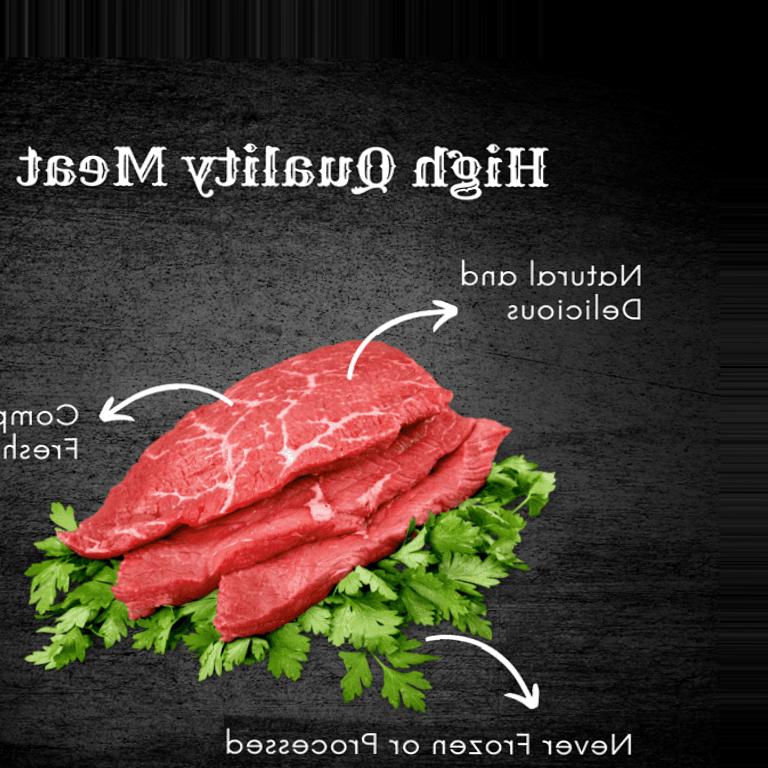 High Quality Meat
Natural and
Delicious
Fresh
Never Frozen or Processed